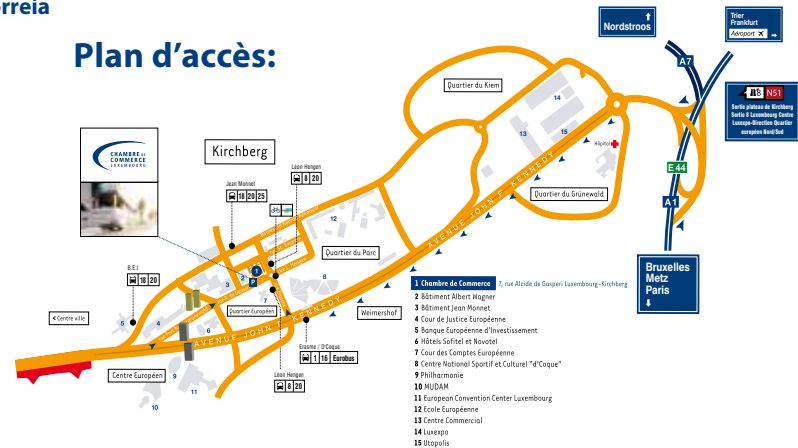 rreia
Plan d'accès:
Nordstroos
Trier
Frankfurt
Aéroport
A7
N51
Sortie plateau de Kirchberg
Sortie 8 Luxembourg Centre
Luxexpo-Direction Quartier
européen Nord/Sud
E 44
A1
Bruxelles
Metz
Paris
Quartier du Kiem
14
13
15
Hôpital
Quartier du Grünewald
CHAMBRE DE
COMMERCE
LUXEMBOURG
Kirchberg
Léon Hengen
8 20
Jean Monnet
18 20 25
12
Quartier du Parc
B.E.I
18 20
1
P
2
3
7
8
Quartier Européen
Centre ville
5
4
6
AVENUE JOHN F. KENNEDY
AVENUE JOHN F. KENNEDY
Weimershof
Erasme / D'Coque
1 16 Eurobus
Léon Hengen
8 20
Centre Européen
9
11
10
1 Chambre de Commerce 7, rue Alcide de Gasperi Luxembourg-Kirchberg
2 Bâtiment Albert Wagner
3 Bâtiment Jean Monnet
4 Cour de Justice Européenne
5 Banque Européenne d'Investissement
6 Hôtels Sofitel et Novotel
7 Cour des Comptes Européenne
8 Centre National Sportif et Culturel "d'Coque"
9 Philharmonie
10 MUDAM
11 European Convention Center Luxembourg
12 Ecole Européenne
13 Centre Commercial
14 Luxexpo
15 Utopolis